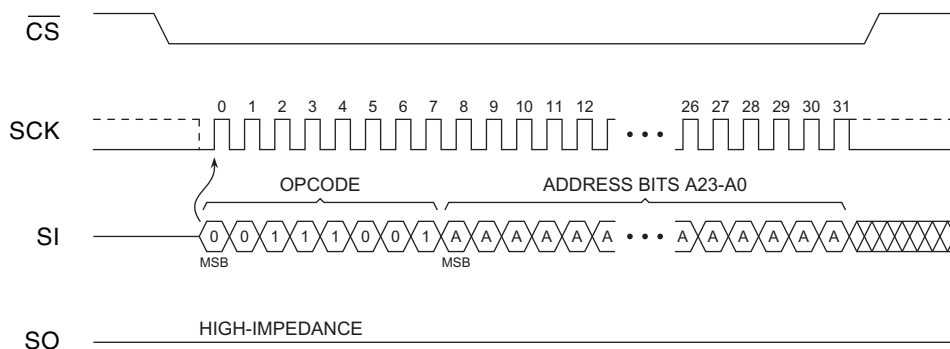 CS
0 1 2 3 4 5 6 7 8 9 10 11 12 26 27 28 29 30 31
SCK
OPCODE ADDRESS BITS A23-A0
SI 0 0 1 1 1 0 0 1 A A A A A A A A A A A A
MSB MSB
HIGH-IMPEDANCE
SO